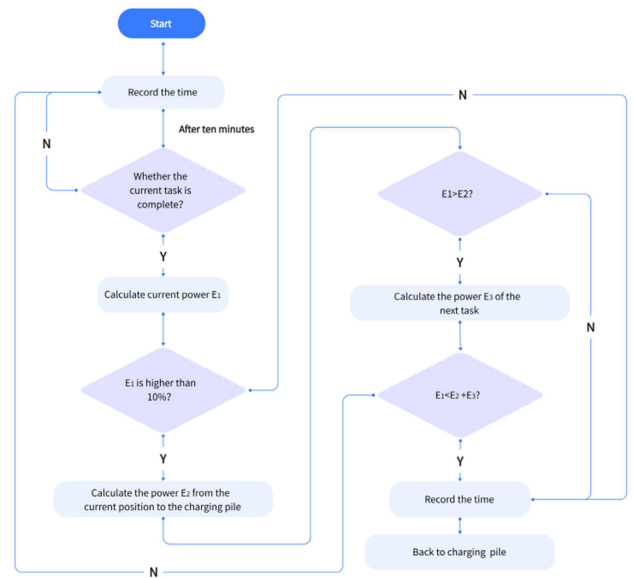 Start
Record the time
After ten minutes
N
Whether the
current task is
complete?
Y
Calculate current power E1
E1 is higher than
10%?
Y
Calculate the power E2 from the
current position to the charging pile
N
N
E1>E2?
Y
Calculate the power E3 of the
next task
N
E1<E2 +E3?
Y
Record the time
Back to charging pile